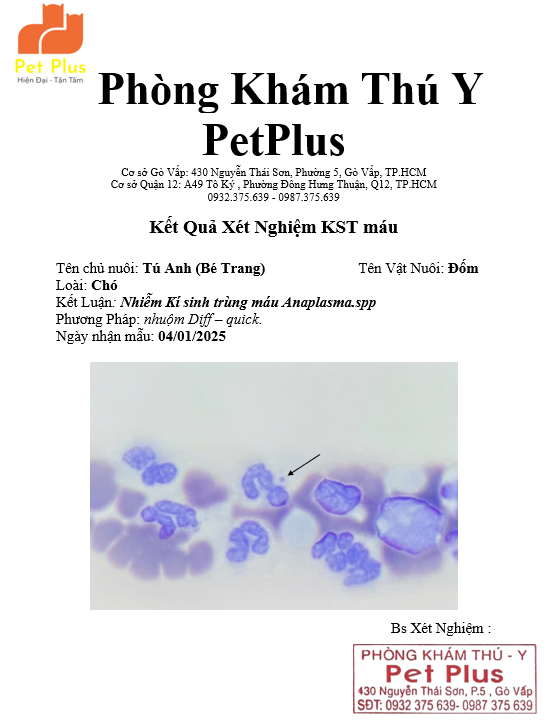 Pet Plus
Hiện Đại - Tận Tâm
Phòng Khám Thú Y
PetPlus
Cơ sở Gò Vấp: 430 Nguyễn Thái Sơn, Phường 5, Gò Vấp, TP.HCM
Cơ sở Quận 12: A49 Tô Ký , Phường Đông Hưng Thuận, Q12, TP.HCM
0932.375.639 - 0987.375.639
Kết Quả Xét Nghiệm KST máu
Tên chủ nuôi: Tú Anh (Bé Trang) Tên Vật Nuôi: Đốm
Loài: Chó
Kết Luận: Nhiễm Kí sinh trùng máu Anaplasma.spp
Phương Pháp: nhuộm Diff – quick.
Ngày nhận mẫu: 04/01/2025
Bs Xét Nghiệm :
PHÒNG KHÁM THÚ - Y
Pet Plus
430 Nguyễn Thái Sơn, P.5 , Gò Vấp
SĐT: 0932 375 639- 0987 375 639